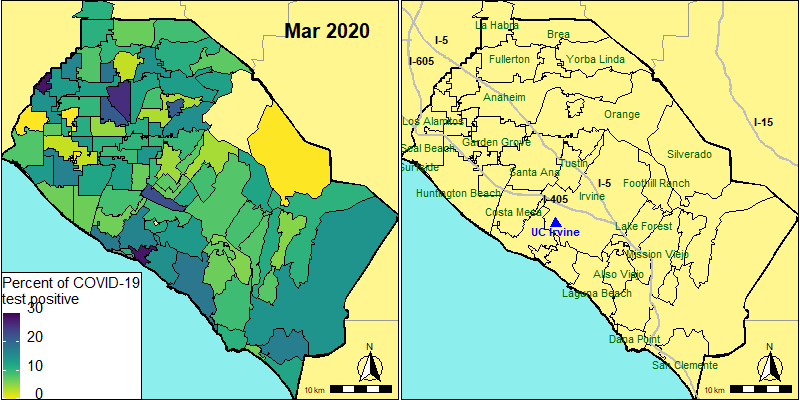 Mar 2020
Percent of COVID-19
test positive
30
20
10
0
N
10 km
La Habra
Brea
I-5
Fullerton
Yorba Linda
I-605
Anaheim
Orange
Los Alamitos
I-15
Garden Grove
Seal Beach
Silverado
Tustin
Surfside
Santa Ana
I-5
Foothill Ranch
Huntington Beach
I-405
Irvine
Costa Mesa
Lake Forest
UC Irvine
Mission Viejo
Aliso Viejo
Laguna Beach
Dana Point
San Clemente
N
10 km